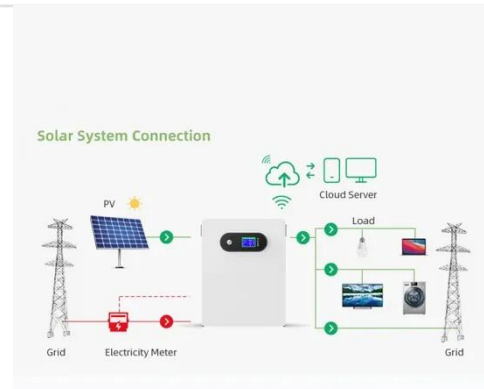 Solar System Connection
Cloud Server
PV
Load
Grid
Electricity Meter
Grid